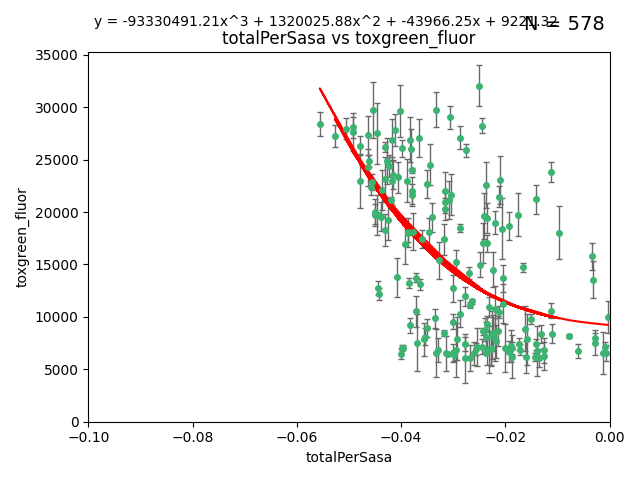 y = -93330491.21x^3 + 1320025.88x^2 + -43966.25x +
N = 578
totalPerSasa vs toxgreen_fluor
35000
30000
25000
20000
15000
10000
5000
0
toxgreen_fluor
−0.10 −0.08 −0.06 −0.04 −0.02 0.00
totalPerSasa